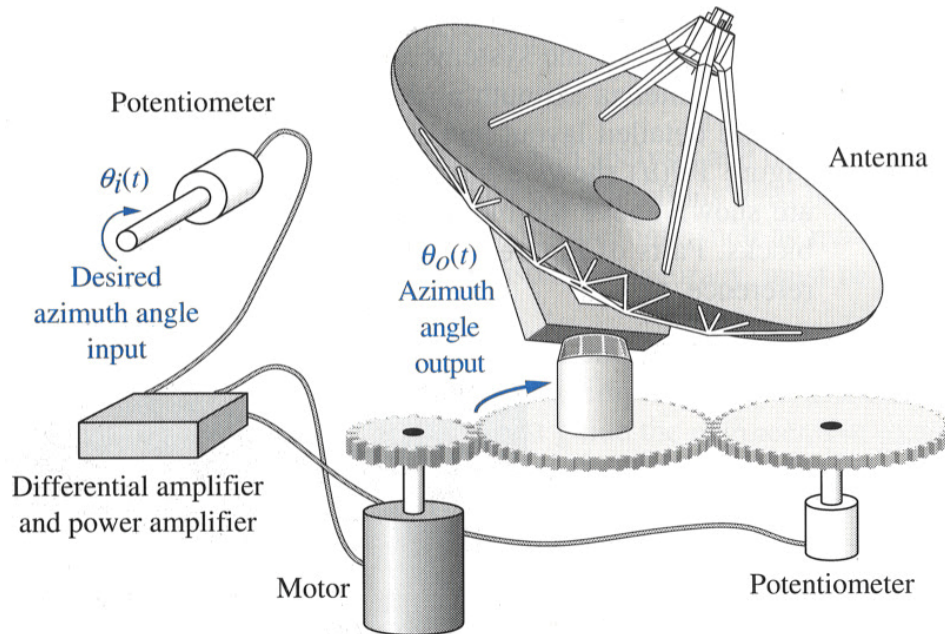 Potentiometer
θi(t)
Desired
azimuth angle
input
Antenna
θo(t)
Azimuth
angle
output
Differential amplifier
and power amplifier
Motor
Potentiometer